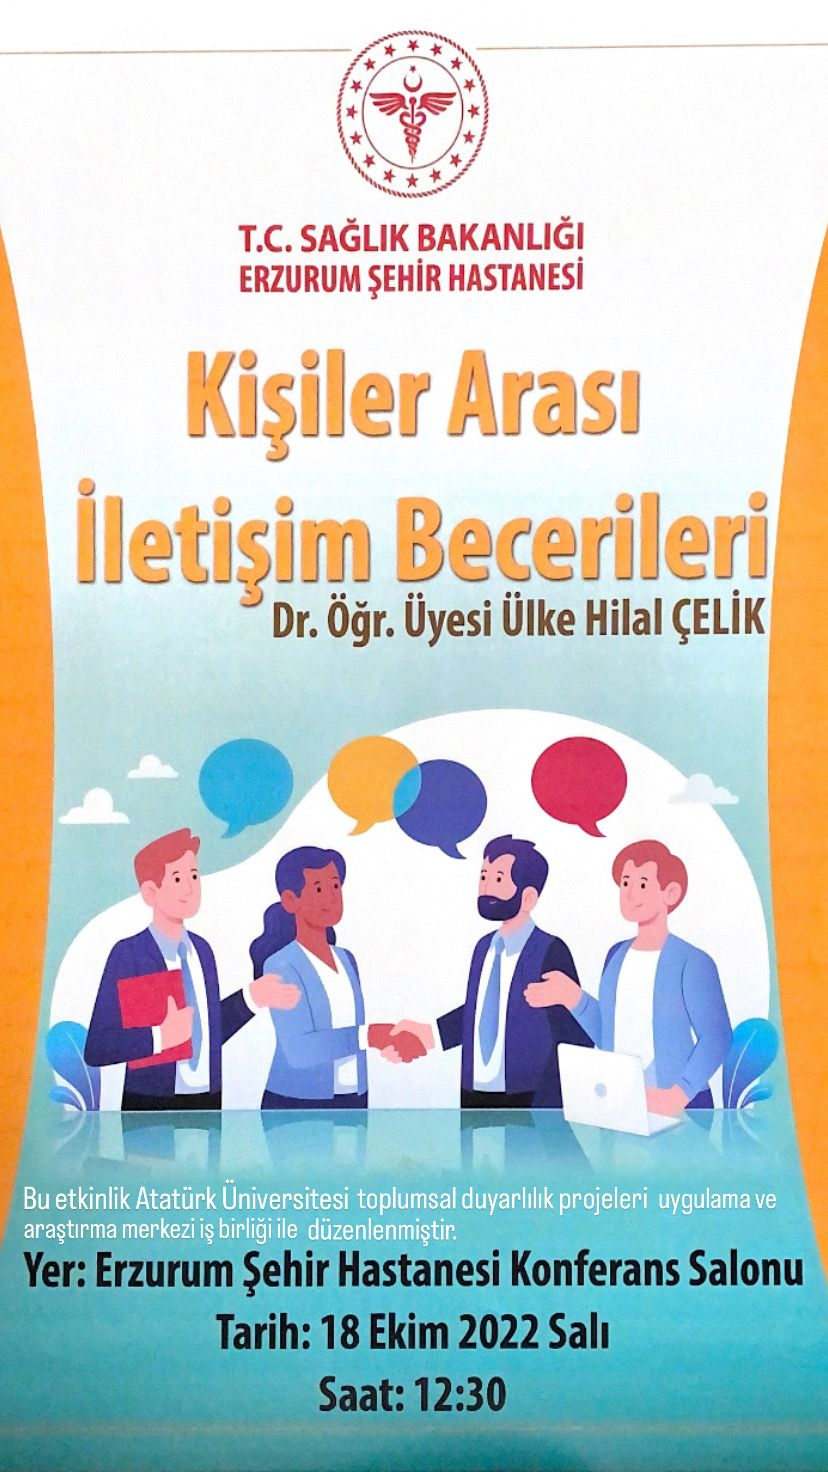 T.C. SAĞLIK BAKANLIĞI
ERZURUM ŞEHİR HASTANESİ
Kişiler Arası
İletişim Becerileri
Dr. Öğr. Üyesi Ülke Hilal ÇELİK
Bu etkinlik Atatürk Üniversitesi toplumsal duyarlılık projeleri uygulama ve
araştırma merkezi iş birliği ile düzenlenmiştir.
Yer: Erzurum Şehir Hastanesi Konferans Salonu
Tarih: 18 Ekim 2022 Salı
Saat: 12:30